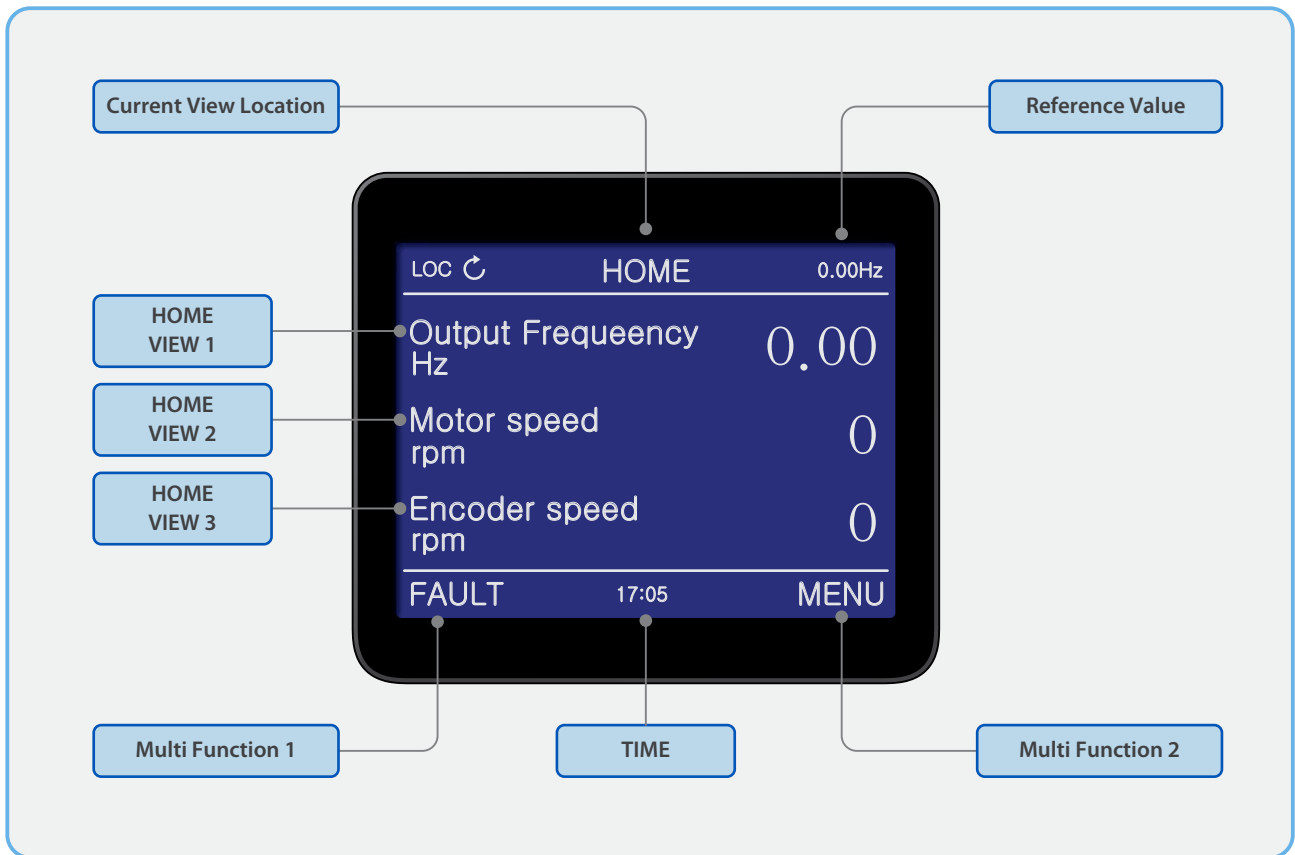 Current View Location
Reference Value
LOC HOME 0.00Hz
HOME
VIEW 1
Output Frequeency 0.00
Hz
HOME
VIEW 2
Motor speed 0
rpm
HOME
VIEW 3
Encoder speed 0
rpm
FAULT 17:05 MENU
Multi Function 1
TIME
Multi Function 2